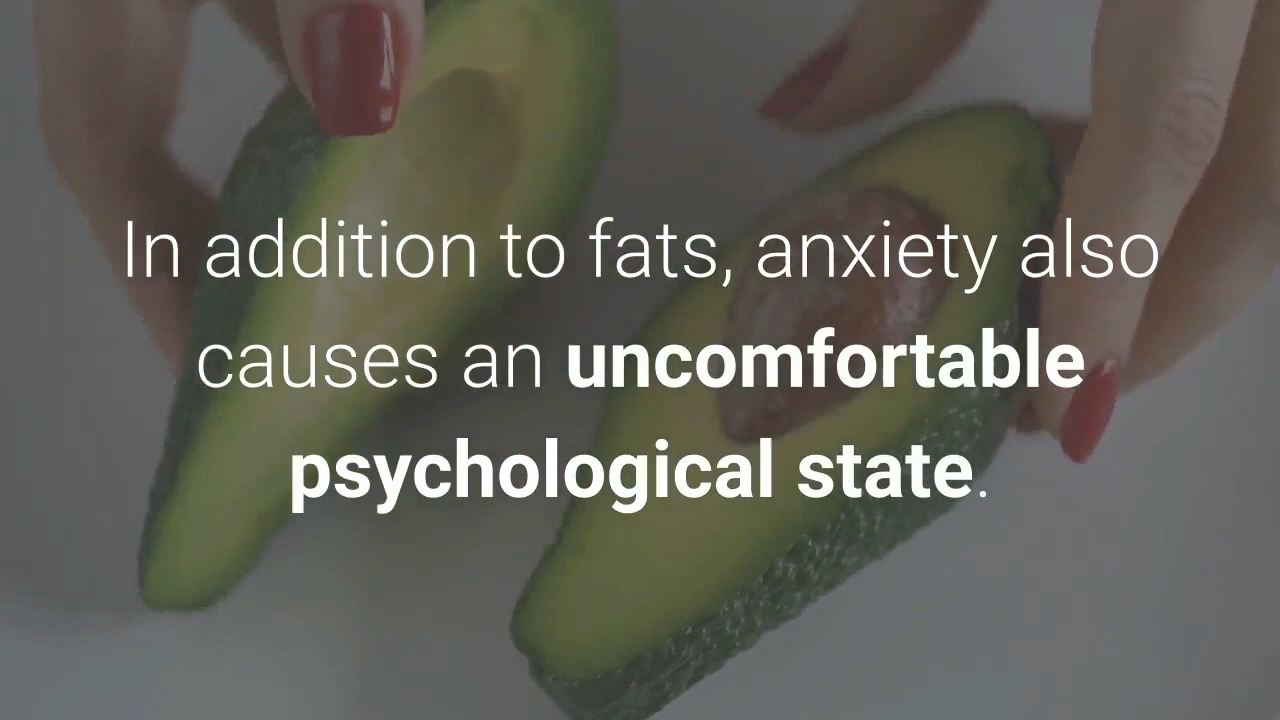 In addition to fats, anxiety also
causes an uncomfortable
psychological state.